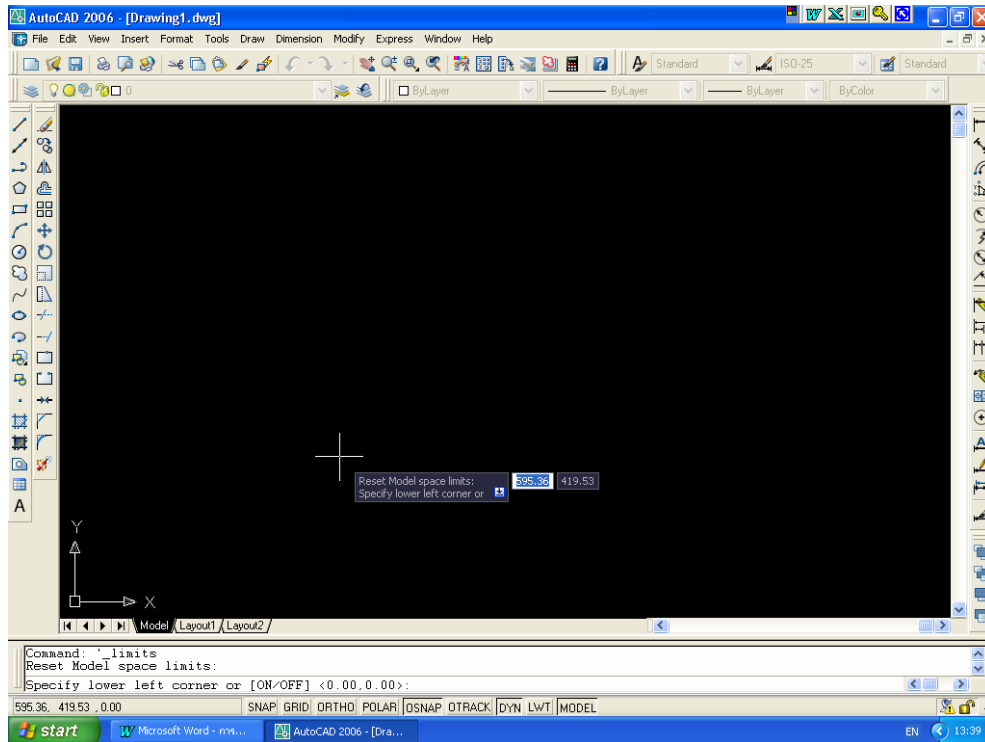 AutoCAD 2006 - [Drawing1.dwg]
File Edit View Insert Format Tools Draw Dimension Modify Express Window Help
Standard ISO-25 Standard
0 ByLayer ByLayer ByLayer ByColor
A
Reset Model space limits:
Specify lower left corner or 595.36 419.53
Y
X
Model Layout1 Layout2
Command: '_limits
Reset Model space limits:
Specify lower left corner or [ON/OFF] <0.00,0.00>:
595.36, 419.53 ,0.00 SNAP GRID ORTHO POLAR OSNAP OTRACK DYN LWT MODEL
start Microsoft Word - การ... AutoCAD 2006 - [Dra... EN 13:39